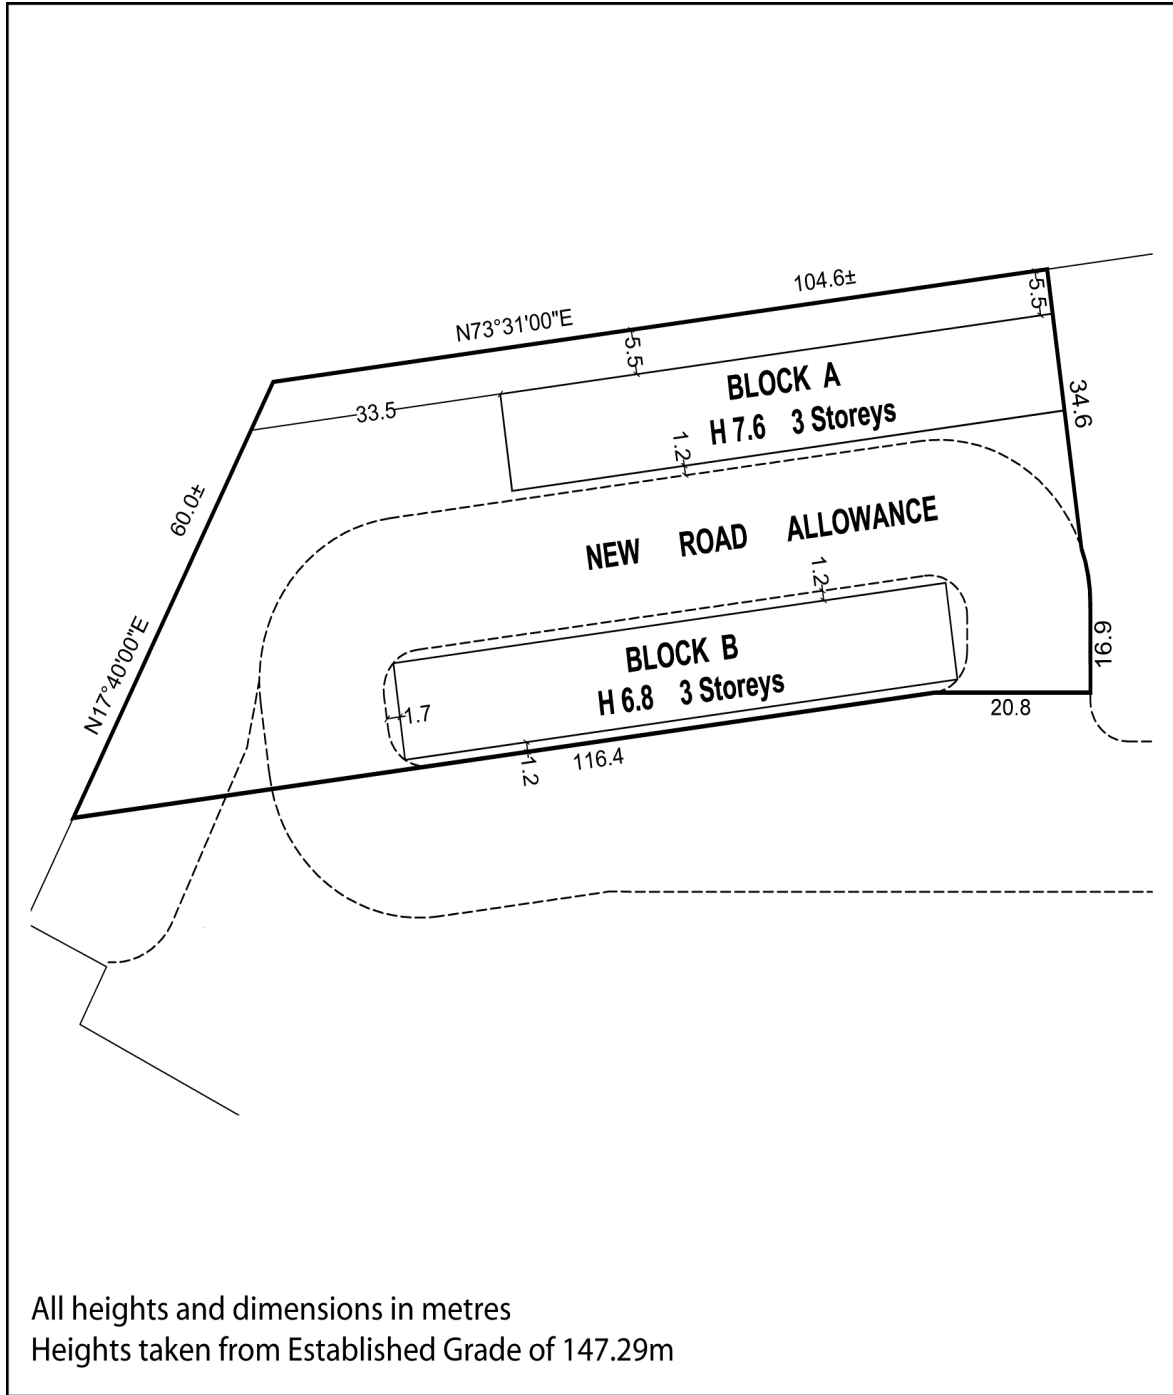 104.6±
N73°31'00"E
5.5
5.5
BLOCK A
33.5
H 7.6 3 Storeys
34.6
1.2
60.0±
NEW ROAD ALLOWANCE
1.2
BLOCK B
19.9
N17°40'00"E
H 6.8 3 Storeys
1.7
20.8
116.4
1.2
All heights and dimensions in metres
Heights taken from Established Grade of 147.29m